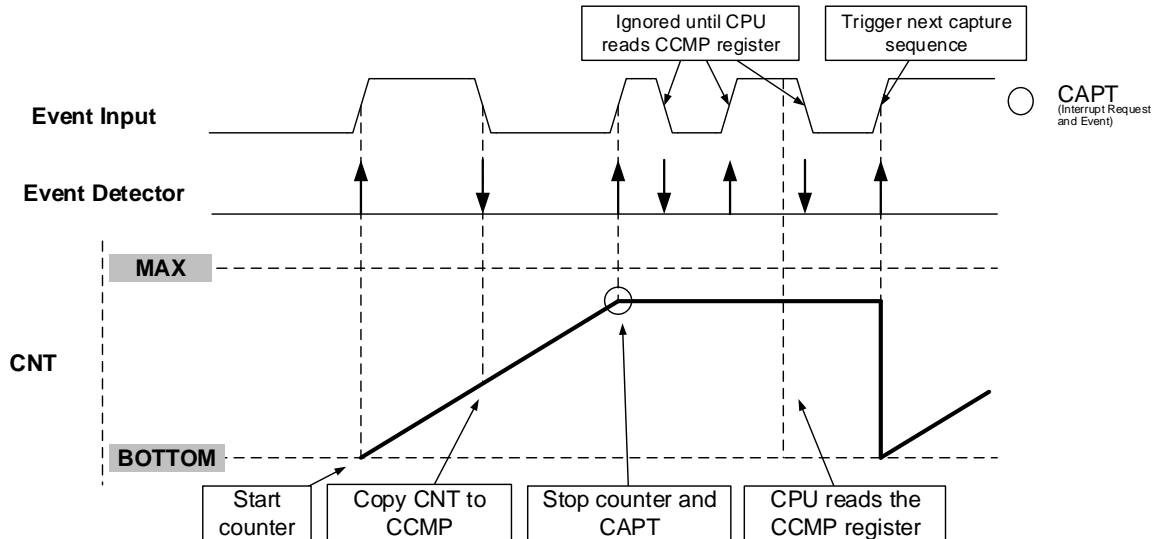 Ignored until CPU
reads CCMP register
Trigger next capture
sequence
Event Input
CAPT
(Interrupt Request
and Event)
Event Detector
MAX
CNT
BOTTOM
Start
counter
Copy CNT to
CCMP
Stop counter and
CAPT
CPU reads the
CCMP register